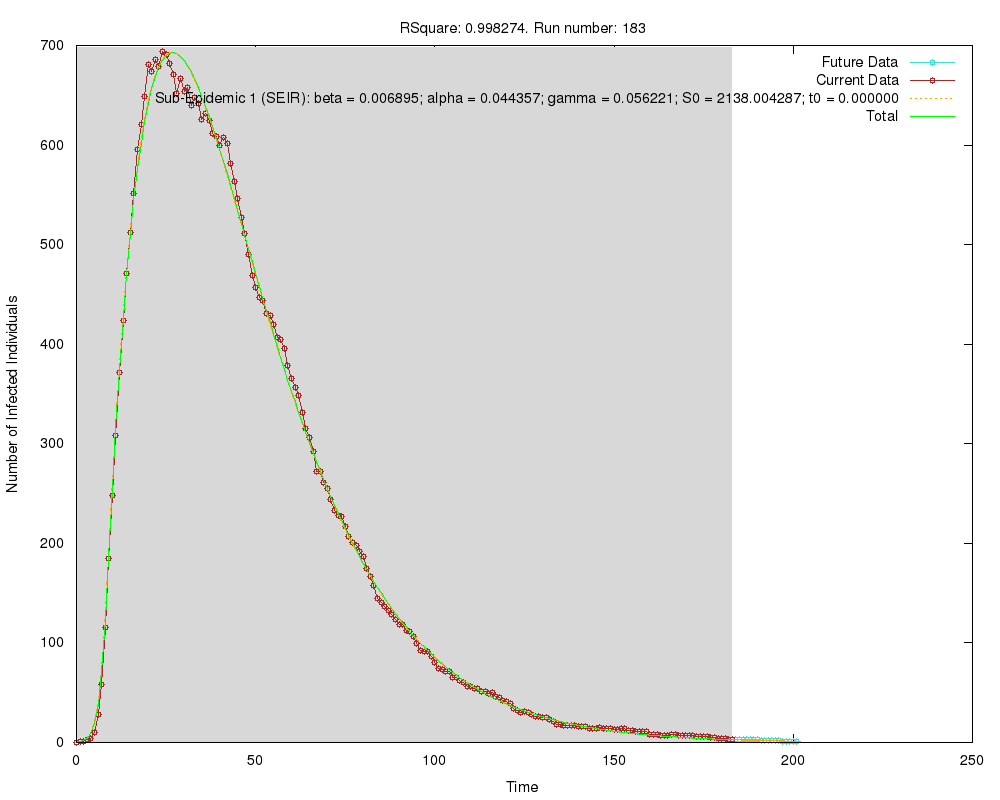 RSquare: 0.998274. Run number: 183
Future Data
Current Data
Sub-Epidemic 1 (SEIR): beta = 0.006895; alpha = 0.044357; gamma = 0.056221; S0 = 2138.004287; t0 = 0.000000
Total
700
600
500
400
300
200
100
0
Number of Infected Individuals
0 50 100 150 200 250
Time